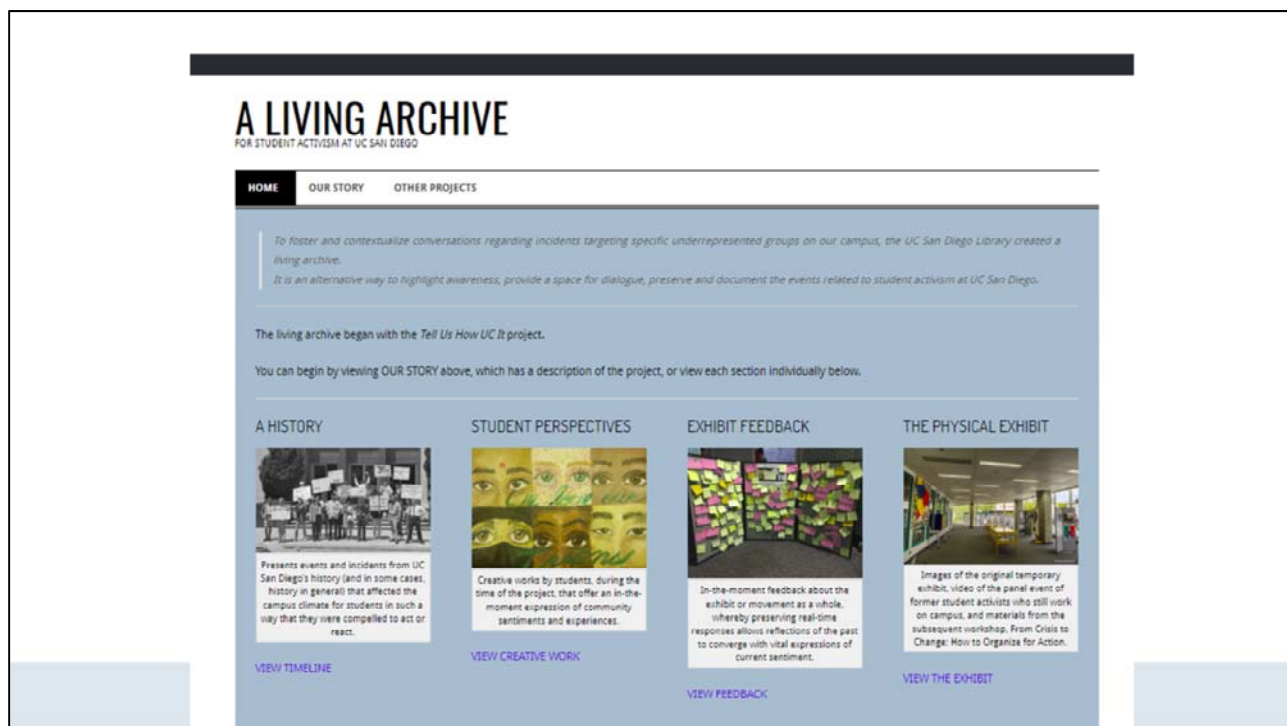 A LIVING ARCHIVE
FOR STUDENT ACTIVISM AT UC SAN DIEGO
HOME OUR STORY OTHER PROJECTS
To foster and contextualize conversations regarding incidents targeting specific underrepresented groups on our campus, the UC San Diego Library created a
living archive.
It is an alternative way to highlight awareness, provide a space for dialogue, preserve and document the events related to student activism at UC San Diego.
The living archive began with the Tell Us How UC It project.
You can begin by viewing OUR STORY above, which has a description of the project, or view each section individually below.
A HISTORY
Presents events and incidents from UC
San Diego's history (and in some cases,
history in general) that affected the
campus climate for students in such a
way that they were compelled to act or
react.
VIEW TIMELINE
STUDENT PERSPECTIVES
Creative works by students, during the
time of the project, that offer an in-the-
moment expression of community
sentiments and experiences.
VIEW CREATIVE WORK
EXHIBIT FEEDBACK
In-the-moment feedback about the
exhibit or movement as a whole,
whereby preserving real-time
responses allows reflections of the past
to converge with vital expressions of
current sentiment.
VIEW FEEDBACK
THE PHYSICAL EXHIBIT
Images of the original temporary
exhibit, video of the panel event of
former student activists who still work
on campus, and materials from the
subsequent workshop, From Crisis to
Change: How to Organize for Action.
VIEW THE EXHIBIT